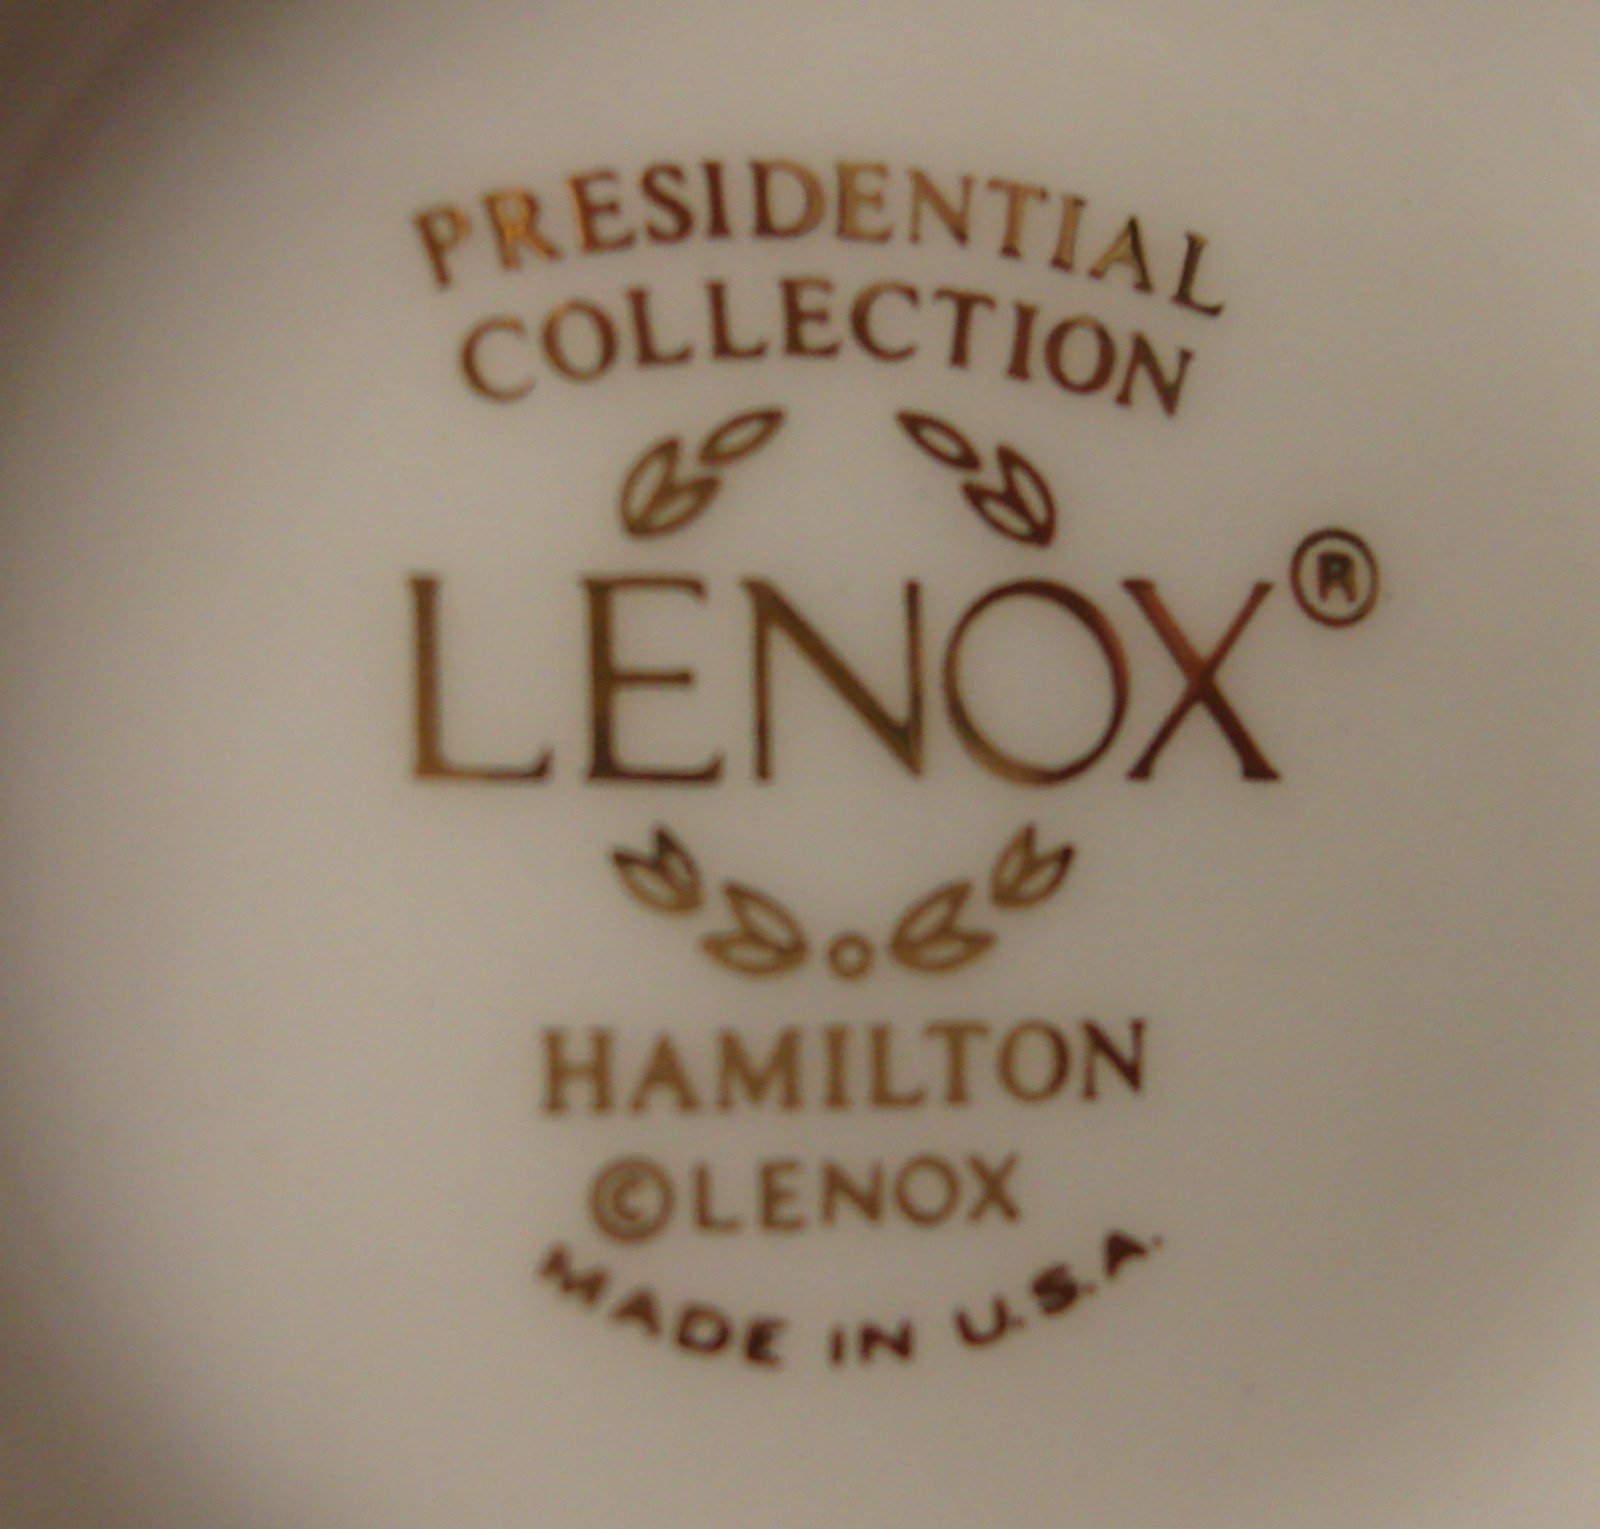 PRESIDENTIAL
COLLECTION
LENOX®
HAMILTON
©LENOX
MADE IN U.S.A.